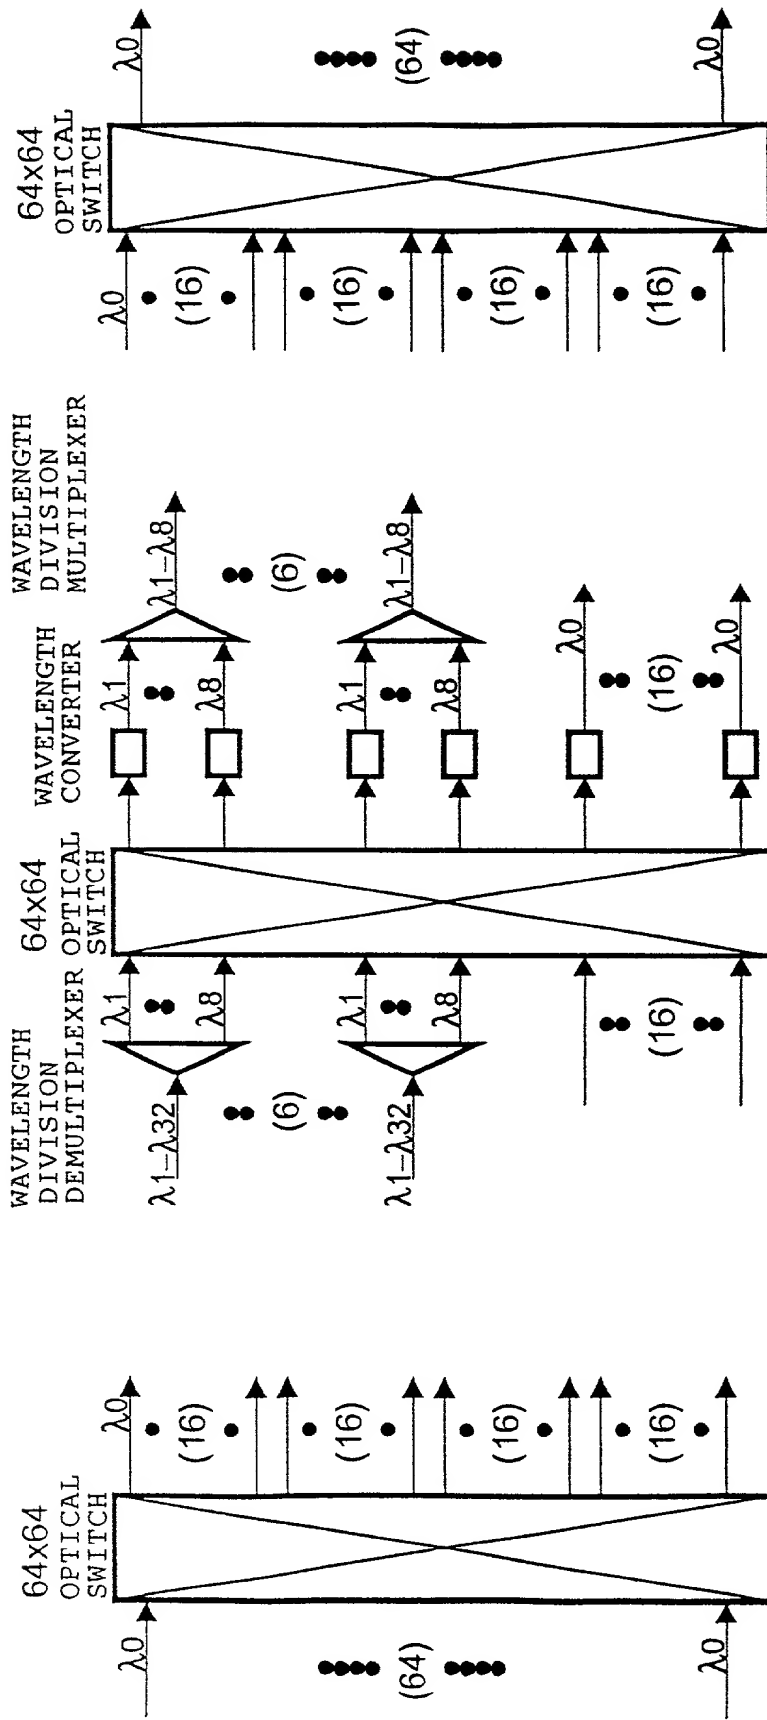 64x64
OPTICAL
SWITCH
λ0
(64)
λ0
λ0
(16)
(16)
(16)
(16)
WAVELENGTH
DIVISION
DEMULTIPLEXER
λ1–λ32
(6)
λ1–λ32
λ1
λ8
λ1
λ8
(16)
64x64
OPTICAL
SWITCH
WAVELENGTH
CONVERTER
λ1
λ8
λ1
λ8
λ0
(16)
λ0
WAVELENGTH
DIVISION
MULTIPLEXER
λ1–λ8
(6)
λ1–λ8
64x64
OPTICAL
SWITCH
λ0
(16)
(16)
(16)
(16)
λ0
(64)
λ0